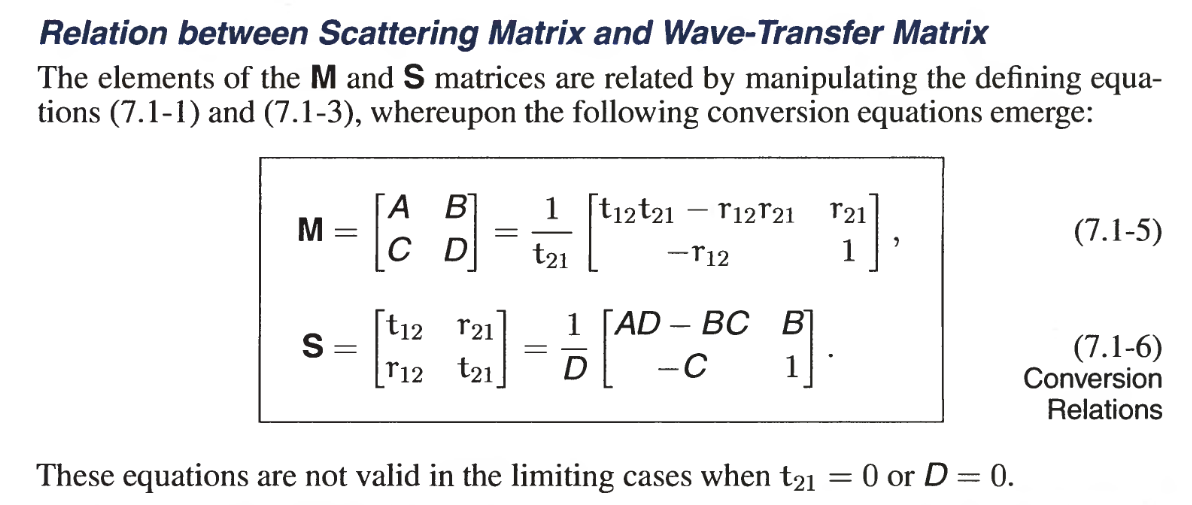 Relation between Scattering Matrix and Wave-Transfer Matrix
The elements of the M and S matrices are related by manipulating the defining equa-
tions (7.1-1) and (7.1-3), whereupon the following conversion equations emerge:
M = [A B; C D] = 1/t₂₁ [t₁₂t₂₁ − r₁₂r₂₁ r₂₁; −r₁₂ 1], (7.1-5)
S = [t₁₂ r₂₁; r₁₂ t₂₁] = 1/D [AD − BC B; −C 1]. (7.1-6)
Conversion
Relations
These equations are not valid in the limiting cases when t₂₁ = 0 or D = 0.